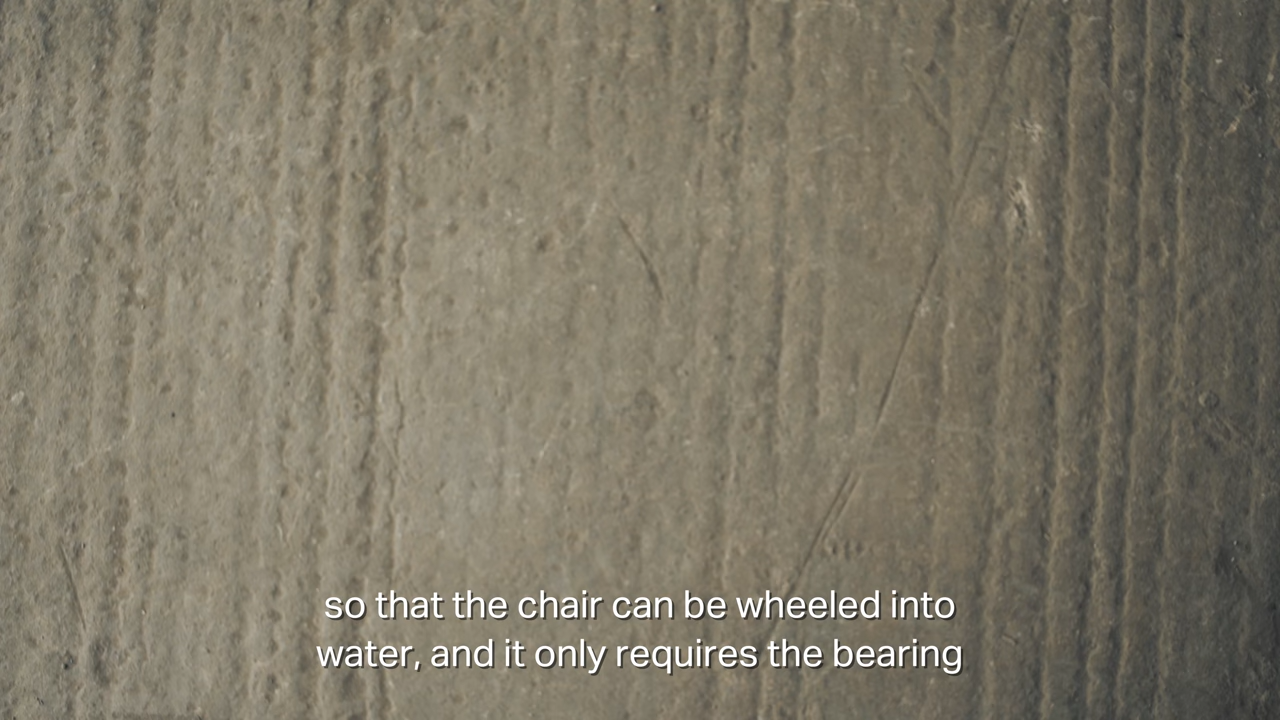 so that the chair can be wheeled into
water, and it only requires the bearing